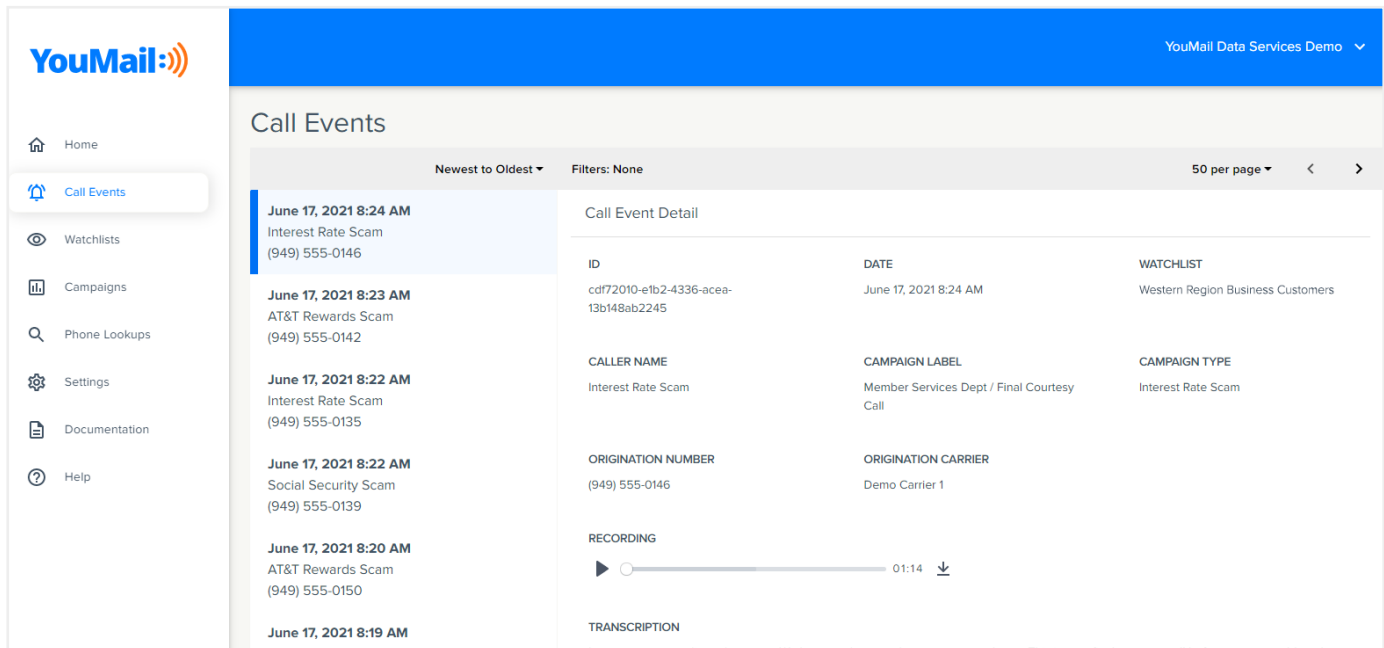 YouMail:)))
YouMail Data Services Demo
Home
Call Events
Watchlists
Campaigns
Phone Lookups
Settings
Documentation
Help
Call Events
Newest to Oldest
Filters: None
50 per page
June 17, 2021 8:24 AM
Interest Rate Scam
(949) 555-0146
June 17, 2021 8:23 AM
AT&T Rewards Scam
(949) 555-0142
June 17, 2021 8:22 AM
Interest Rate Scam
(949) 555-0135
June 17, 2021 8:22 AM
Social Security Scam
(949) 555-0139
June 17, 2021 8:20 AM
AT&T Rewards Scam
(949) 555-0150
June 17, 2021 8:19 AM
Call Event Detail
ID
cdf72010-e1b2-4336-acea-
13b148ab2245
DATE
June 17, 2021 8:24 AM
WATCHLIST
Western Region Business Customers
CALLER NAME
Interest Rate Scam
CAMPAIGN LABEL
Member Services Dept / Final Courtesy
Call
CAMPAIGN TYPE
Interest Rate Scam
ORIGINATION NUMBER
(949) 555-0146
ORIGINATION CARRIER
Demo Carrier 1
RECORDING
01:14
TRANSCRIPTION